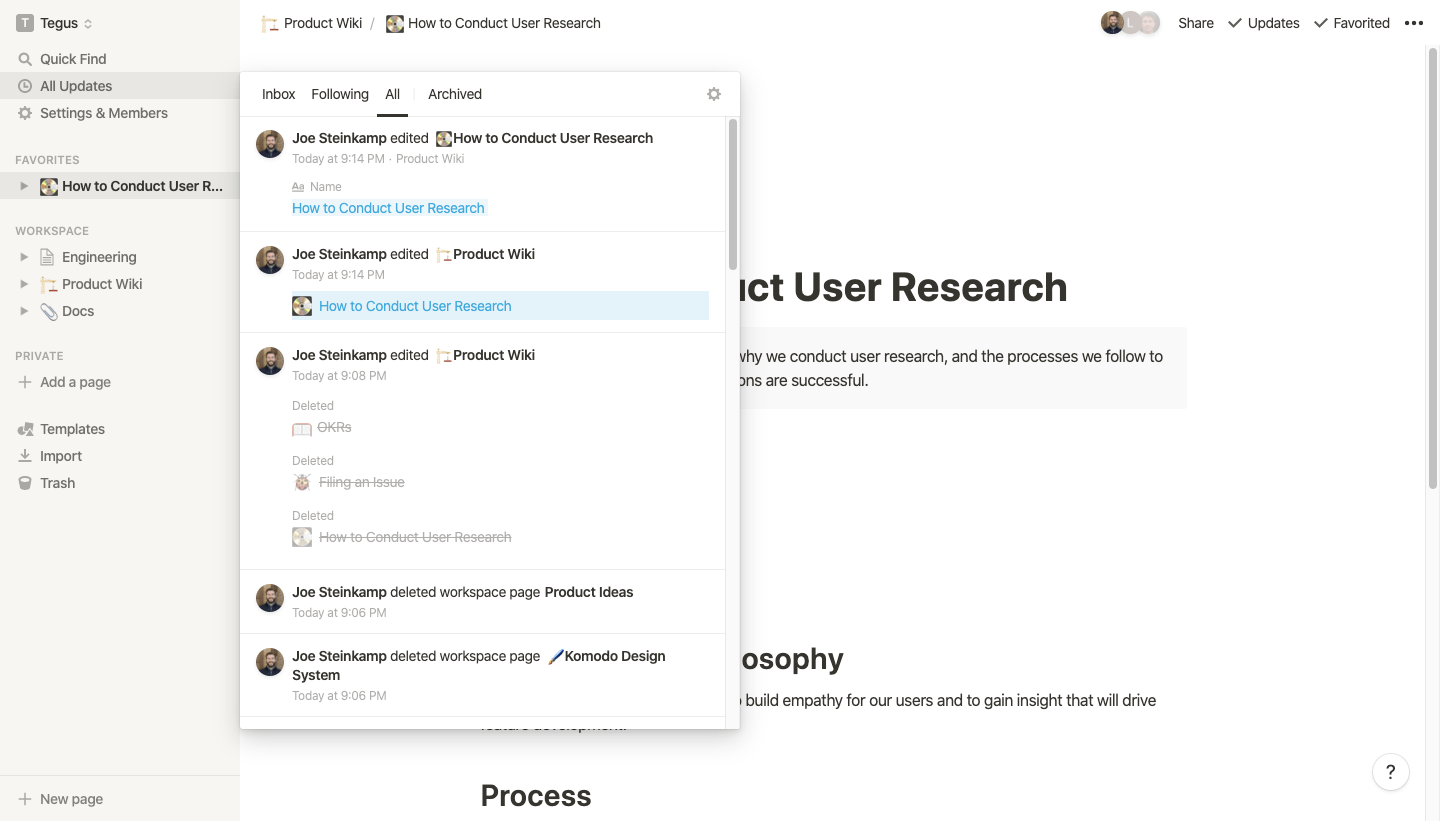 T Tegus
Quick Find
All Updates
Settings & Members
FAVORITES
How to Conduct User R...
WORKSPACE
Engineering
Product Wiki
Docs
PRIVATE
Add a page
Templates
Import
Trash
New page
Product Wiki / How to Conduct User Research
L
Share
Updates
Favorited
Inbox Following All Archived
Joe Steinkamp edited How to Conduct User Research
Today at 9:14 PM · Product Wiki
Aa Name
How to Conduct User Research
Joe Steinkamp edited Product Wiki
Today at 9:14 PM
How to Conduct User Research
Joe Steinkamp edited Product Wiki
Today at 9:08 PM
Deleted
OKRs
Deleted
Filing an Issue
Deleted
How to Conduct User Research
Joe Steinkamp deleted workspace page Product Ideas
Today at 9:06 PM
Joe Steinkamp deleted workspace page Komodo Design
System
Today at 9:06 PM
uct User Research
why we conduct user research, and the processes we follow to
ons are successful.
osophy
o build empathy for our users and to gain insight that will drive
feature development.
Process
?